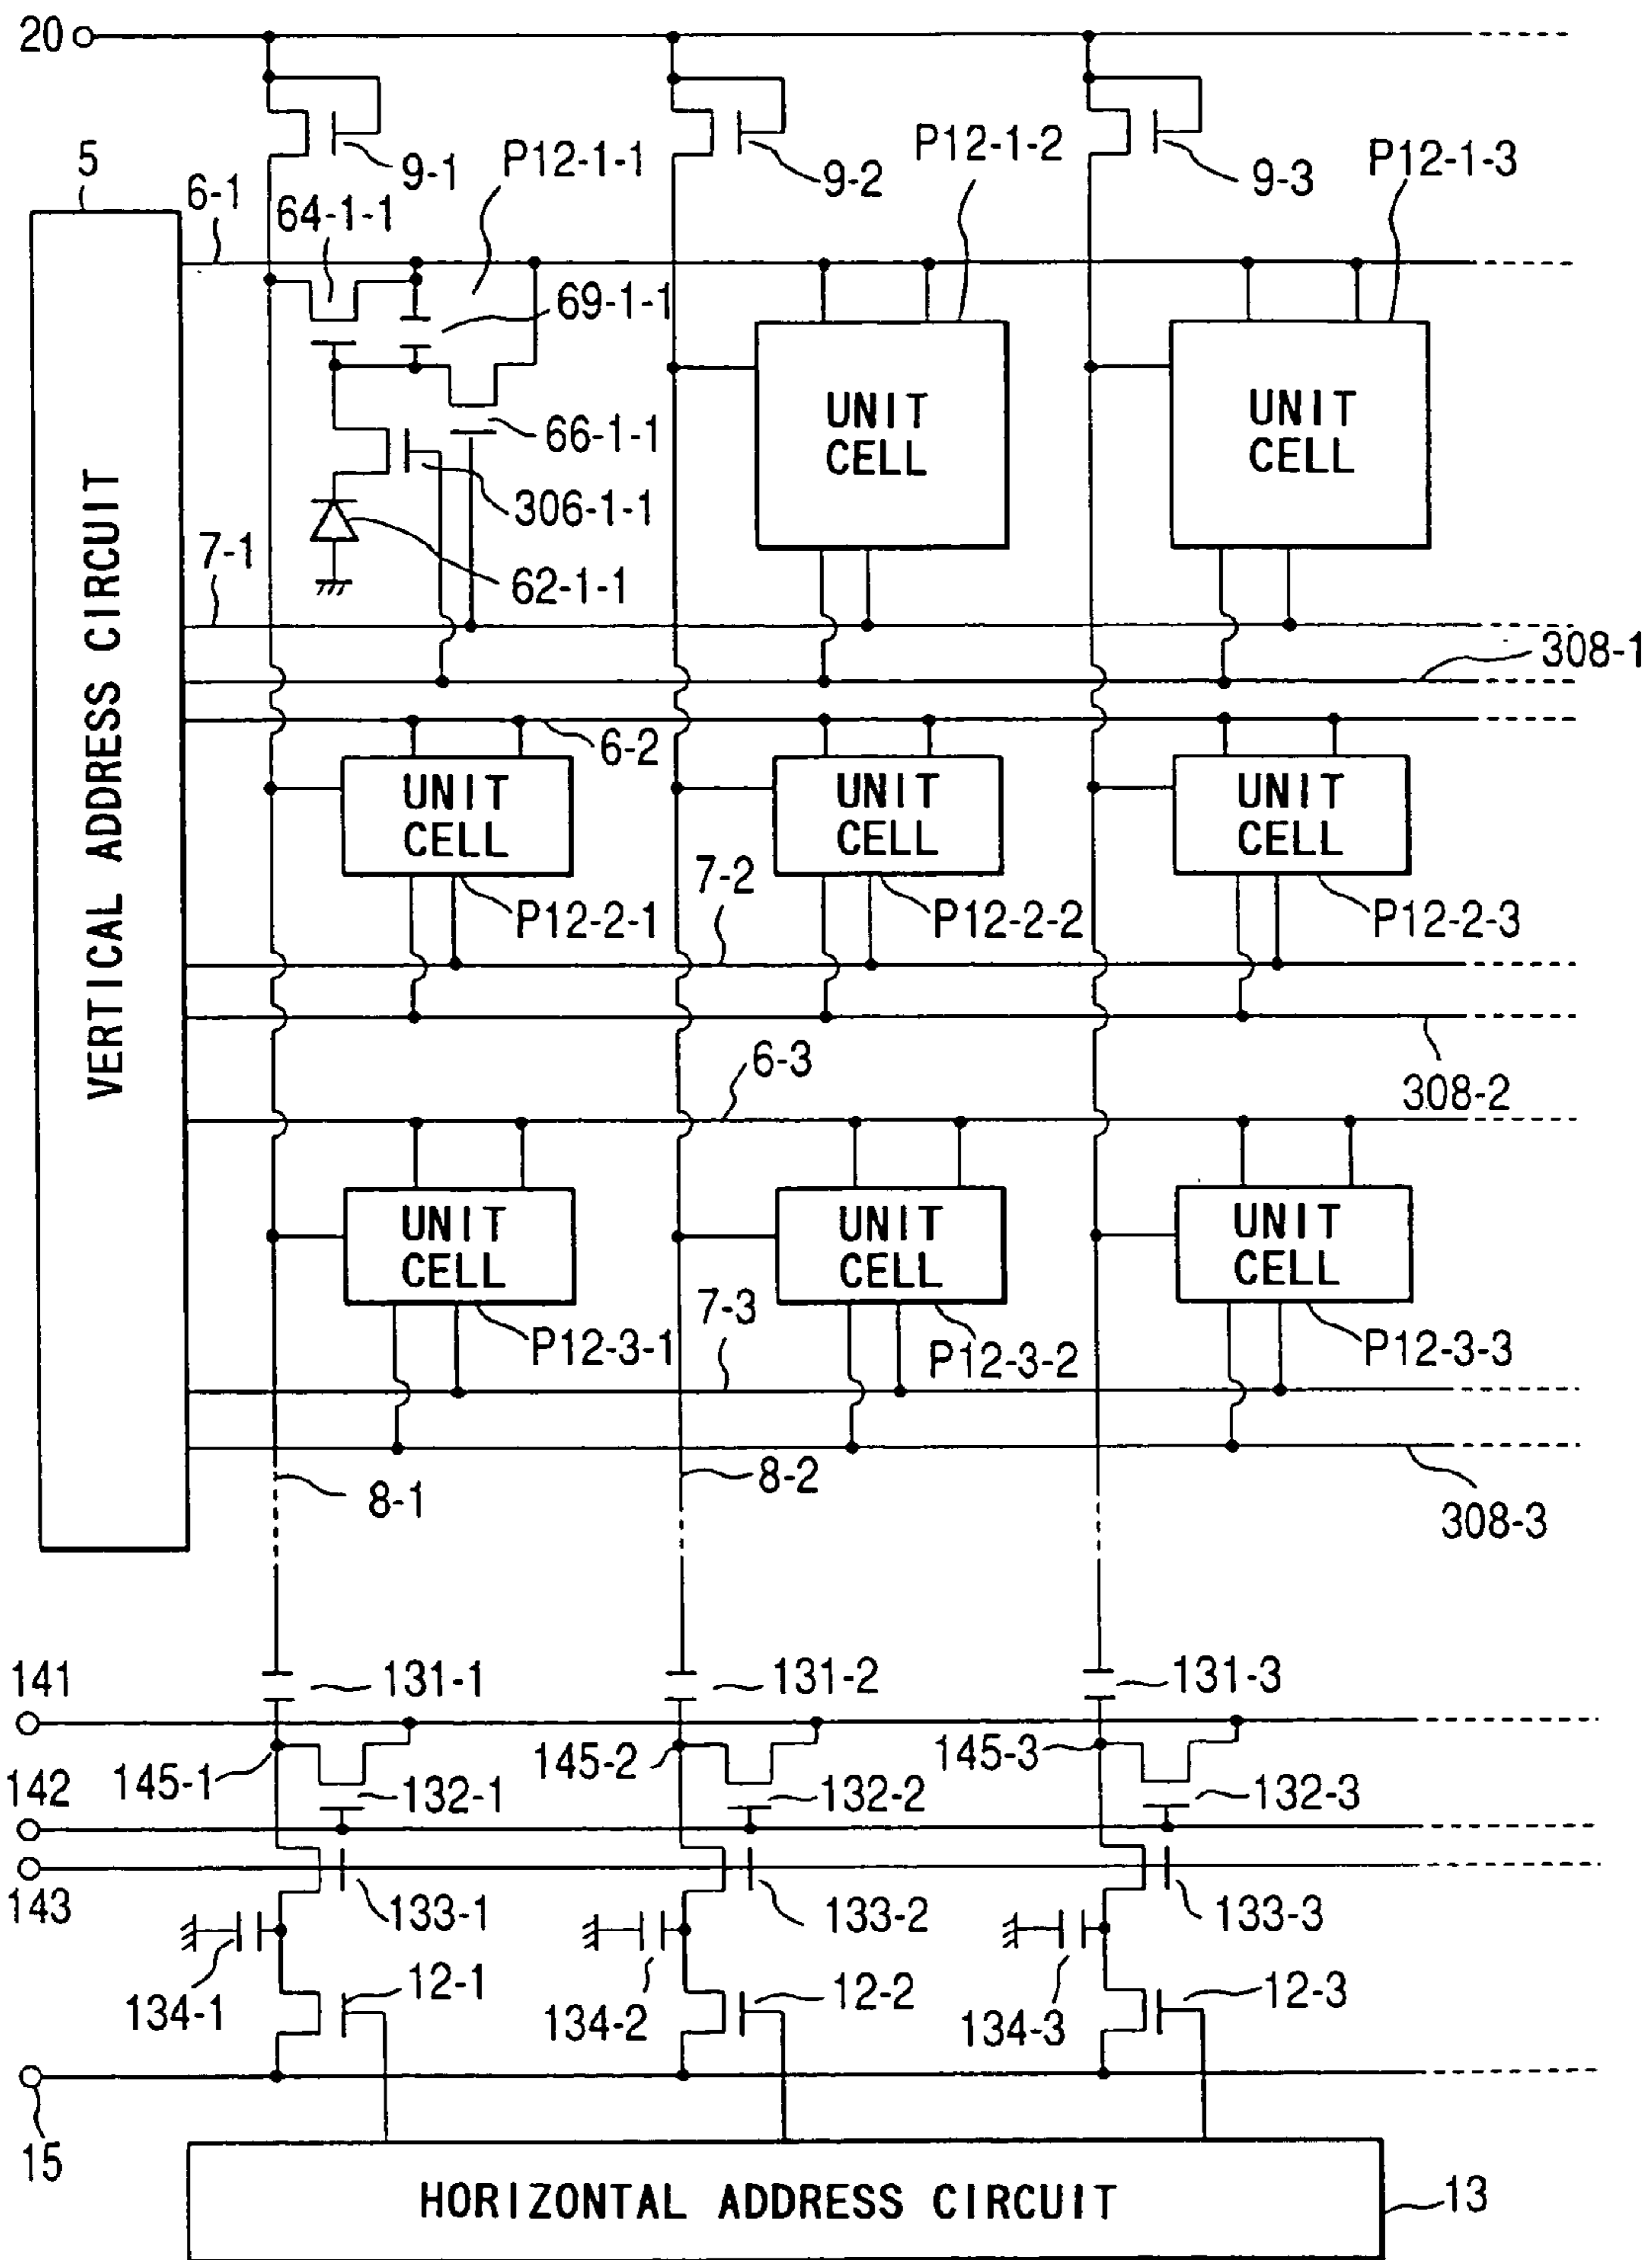 20
9-1
P12-1-1
9-2
P12-1-2
9-3
P12-1-3
5
6-1
64-1-1
69-1-1
UNIT
CELL
UNIT
CELL
66-1-1
306-1-1
62-1-1
7-1
VERTICAL ADDRESS CIRCUIT
308-1
6-2
UNIT
CELL
UNIT
CELL
UNIT
CELL
7-2
P12-2-1
P12-2-2
P12-2-3
6-3
308-2
UNIT
CELL
UNIT
CELL
UNIT
CELL
7-3
P12-3-1
P12-3-2
P12-3-3
8-1
8-2
308-3
141
131-1
131-2
131-3
145-1
145-2
145-3
142
132-1
132-2
132-3
143
133-1
133-2
133-3
134-1
12-1
134-2
12-2
134-3
12-3
15
HORIZONTAL ADDRESS CIRCUIT
13